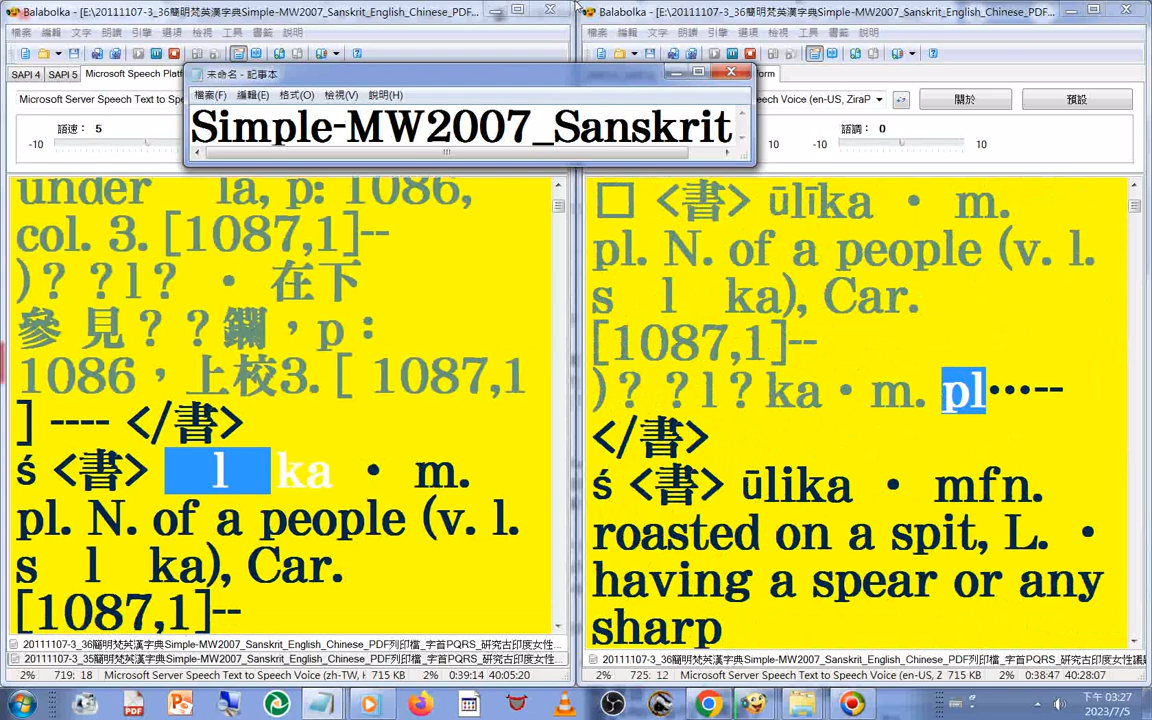 Balabolka - [E:\20111107-3_36簡明梵英漢字典Simple-MW2007_Sanskrit_English_Chinese_PDF...
檔案 編輯 文字 朗讀 引擎 選項 檢視 工具 書籤 說明
SAPI 4 SAPI 5 Microsoft Speech Platf
Microsoft Server Speech Text to Spe
語速： 5
-10
under la, p: 1086,
col. 3. [1087,1]--
)？ ？l？ • 在下
參 見？ ？鑭，p：
1086，上校3. [ 1087,1
] ---- </書>
ś <書> l ka • m.
pl. N. of a people (v. l.
s l ka), Car.
[1087,1]--
20111107-3_36簡明梵英漢字典Simple-MW2007_Sanskrit_English_Chinese_PDF列印檔_字首PQRS_研究古印度女性...
20111107-3_35簡明梵英漢字典Simple-MW2007_Sanskrit_English_Chinese_PDF列印檔_字首PQRS_研究古印度女性...
2% 719: 18 Microsoft Server Speech Text to Speech Voice (zh-TW, H 715 KB 2% 0:39:14 40:05:20
未命名 - 記事本
檔案(F) 編輯(E) 格式(O) 檢視(V) 說明(H)
Simple-MW2007_Sanskrit
Balabolka - [E:\20111107-3_36簡明梵英漢字典Simple-MW2007_Sanskrit_English_Chinese_PDF...
檔案 編輯 文字 朗讀 引擎 選項 檢視 工具 書籤 說明
form
eech Voice (en-US, ZiraP
關於
預設
語調： 0
10 -10 10
□ <書> ūlīka • m.
pl. N. of a people (v. l.
s l ka), Car.
[1087,1]--
)？ ？l？ka • m. pl…--
</書>
ś <書> ūlika • mfn.
roasted on a spit, L. •
having a spear or any
sharp
20111107-3_36簡明梵英漢字典Simple-MW2007_Sanskrit_English_Chinese_PDF列印檔_字首PQRS_研究古印度女性議題
2% 725: 12 Microsoft Server Speech Text to Speech Voice (en-US, Z 715 KB 2% 0:38:47 40:28:07
下午 03:27
2023/7/5